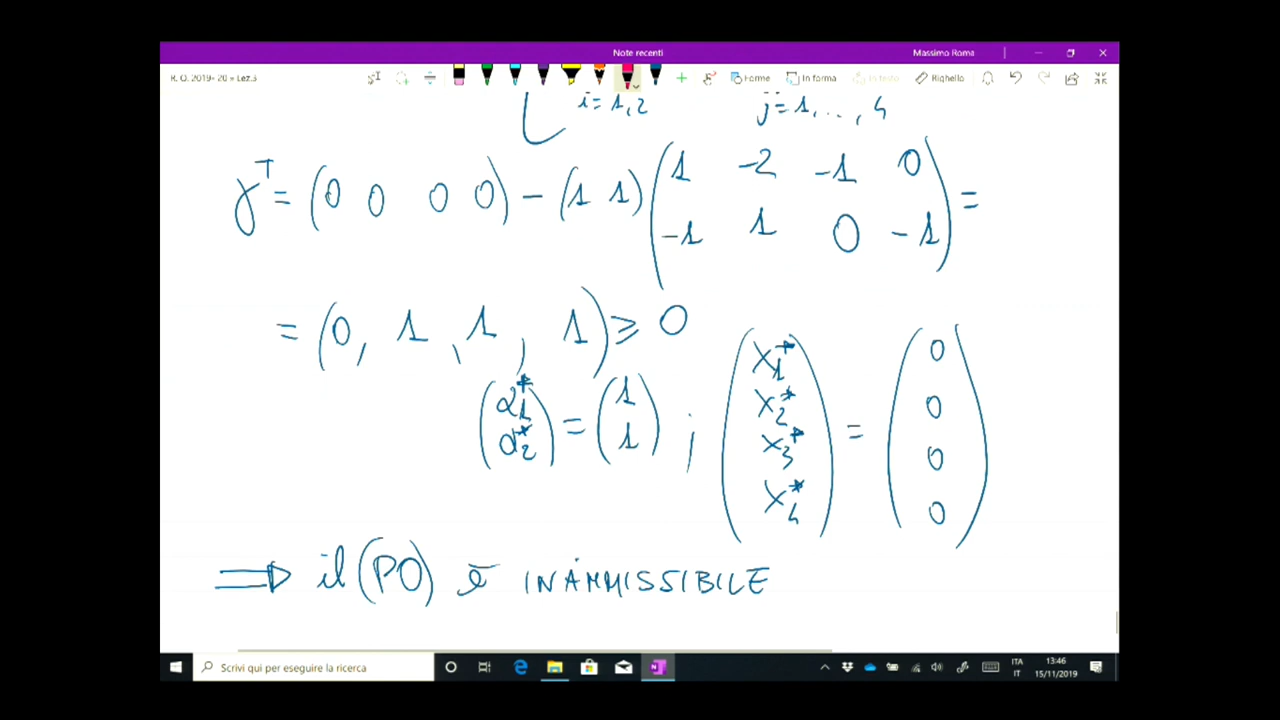 Note recenti
Massimo Roma
R. O. 2019-20 » Lez.3
Forme
In forma
In testo
Righello
i=1,2
j=1,...,4
γᵀ = (0 0 0 0) - (1 1) (1 -2 -1 0
-1 1 0 -1) =
= (0, 1, 1, 1) ≥ 0
(α₁* α₂*) = (1 1) ; (x₁* x₂* x₃* x₄*) = (0 0 0 0)
⟹ il (PO) è INAMMISSIBILE
Scrivi qui per eseguire la ricerca
ITA
IT
13:46
15/11/2019